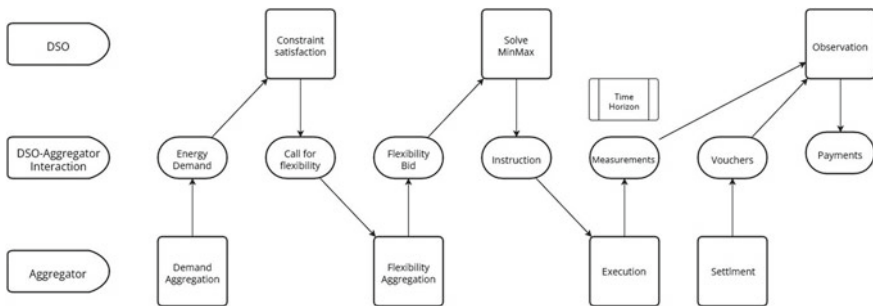 DSO
Constraint
satisfaction
Solve
MinMax
Observation
Time
Horizon
DSO-Aggregator
Interaction
Energy
Demand
Call for
flexibility
Flexibility
Bid
Instruction
Measurements
Vouchers
Payments
Aggregator
Demand
Aggregation
Flexibility
Aggregation
Execution
Settlment